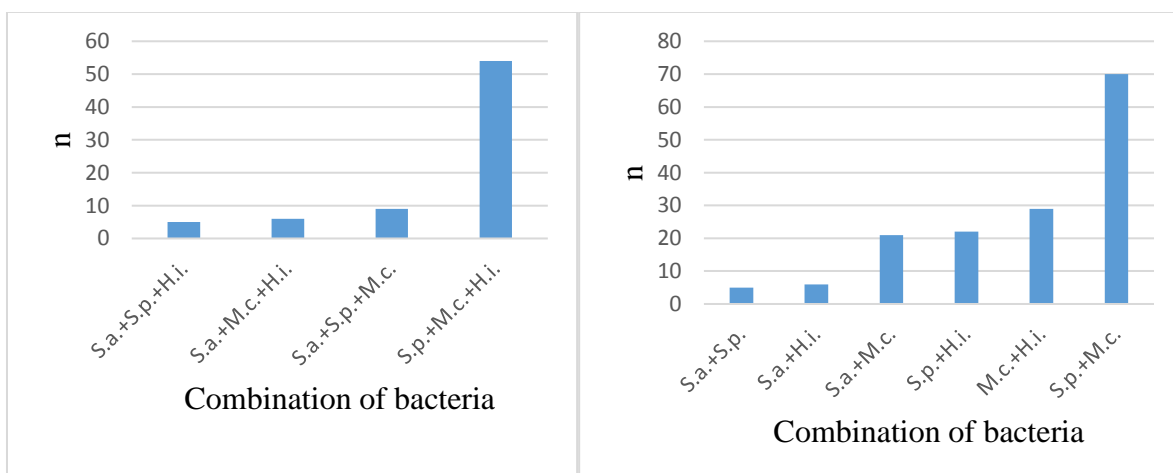 60
50
40
30
20
10
0
n
S.a.+S.p.+H.i.
S.a.+M.c.+H.i.
S.a.+S.p.+M.c.
S.p.+M.c.+H.i.
Combination of bacteria
80
70
60
50
40
30
20
10
0
n
S.a.+S.p.
S.a.+H.i.
S.a.+M.c.
S.p.+H.i.
M.c.+H.i.
S.p.+M.c.
Combination of bacteria